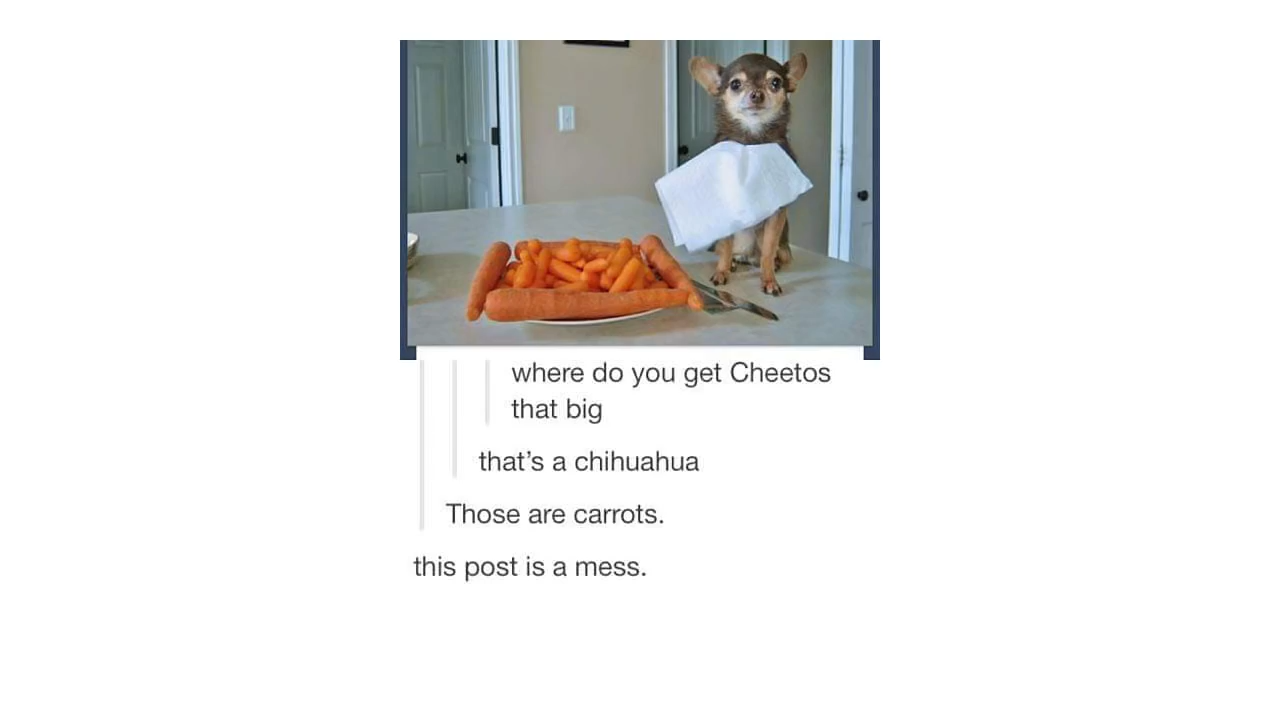 where do you get Cheetos
that big
that's a chihuahua
Those are carrots.
this post is a mess.